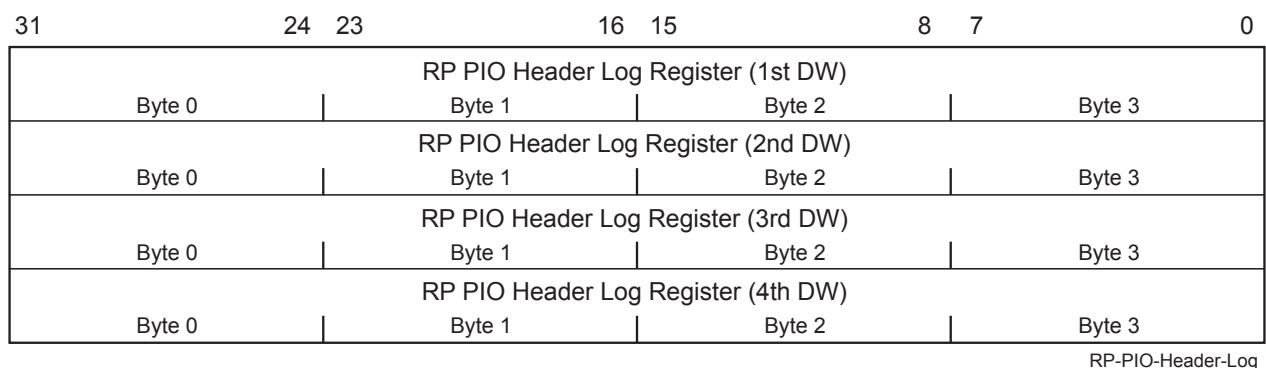 31 24 23 16 15 8 7 0
RP PIO Header Log Register (1st DW)
Byte 0 Byte 1 Byte 2 Byte 3
RP PIO Header Log Register (2nd DW)
Byte 0 Byte 1 Byte 2 Byte 3
RP PIO Header Log Register (3rd DW)
Byte 0 Byte 1 Byte 2 Byte 3
RP PIO Header Log Register (4th DW)
Byte 0 Byte 1 Byte 2 Byte 3
RP-PIO-Header-Log